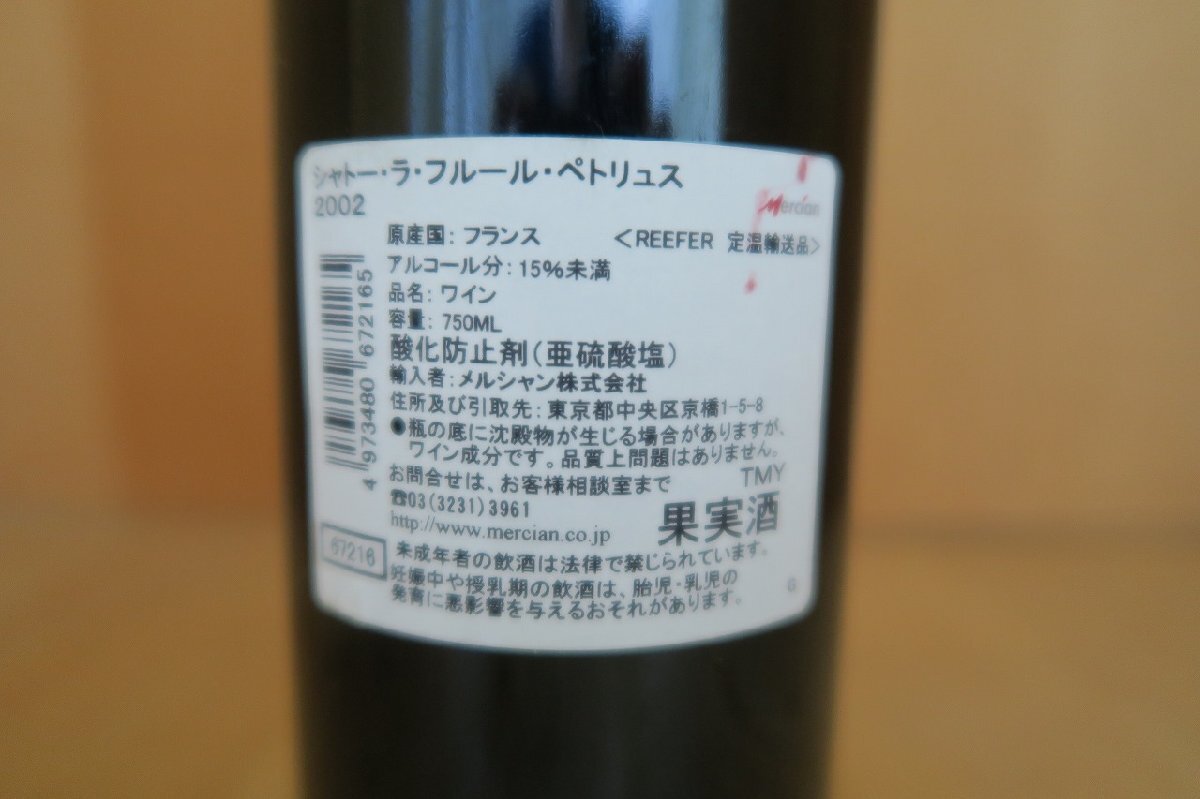 シャトー・ラ・フルール・ペトリュス
2002
Mercian
原産国: フランス <REEFER 定温輸送品>
アルコール分: 15%未満
品名: ワイン
容量: 750ML
酸化防止剤(亜硫酸塩)
輸入者: メルシャン株式会社
住所及び引取先: 東京都中央区京橋1-5-8
●瓶の底に沈殿物が生じる場合がありますが、
ワイン成分です。品質上問題はありません。
TMY
お問合せは、お客様相談室まで
☎03(3231)3961
http://www.mercian.co.jp
果実酒
4 973480 672165
67216
未成年者の飲酒は法律で禁じられています。
妊娠中や授乳期の飲酒は、胎児・乳児の
発育に悪影響を与えるおそれがあります。
G